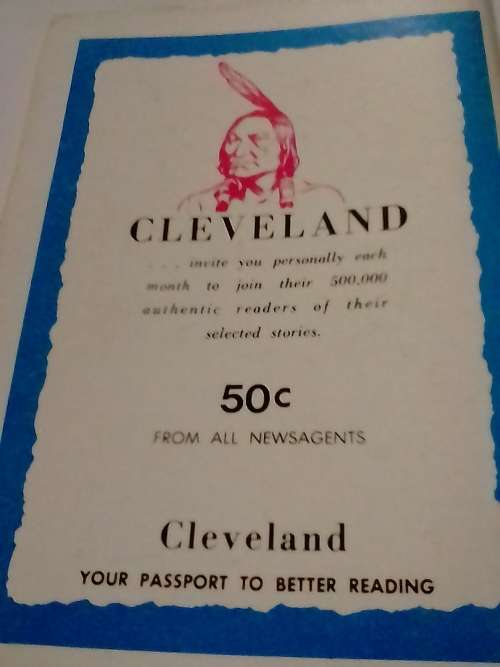 CLEVELAND
. . . invite you personally each
month to join their 500,000
authentic readers of their
selected stories.
50c
FROM ALL NEWSAGENTS
Cleveland
YOUR PASSPORT TO BETTER READING